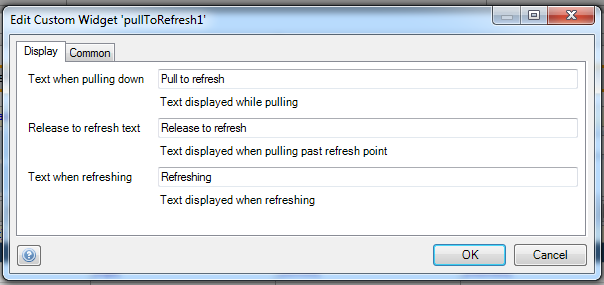 Edit Custom Widget 'pullToRefresh1'
Display Common
Text when pulling down Pull to refresh
Text displayed while pulling
Release to refresh text Release to refresh
Text displayed when pulling past refresh point
Text when refreshing Refreshing
Text displayed when refreshing
? OK Cancel